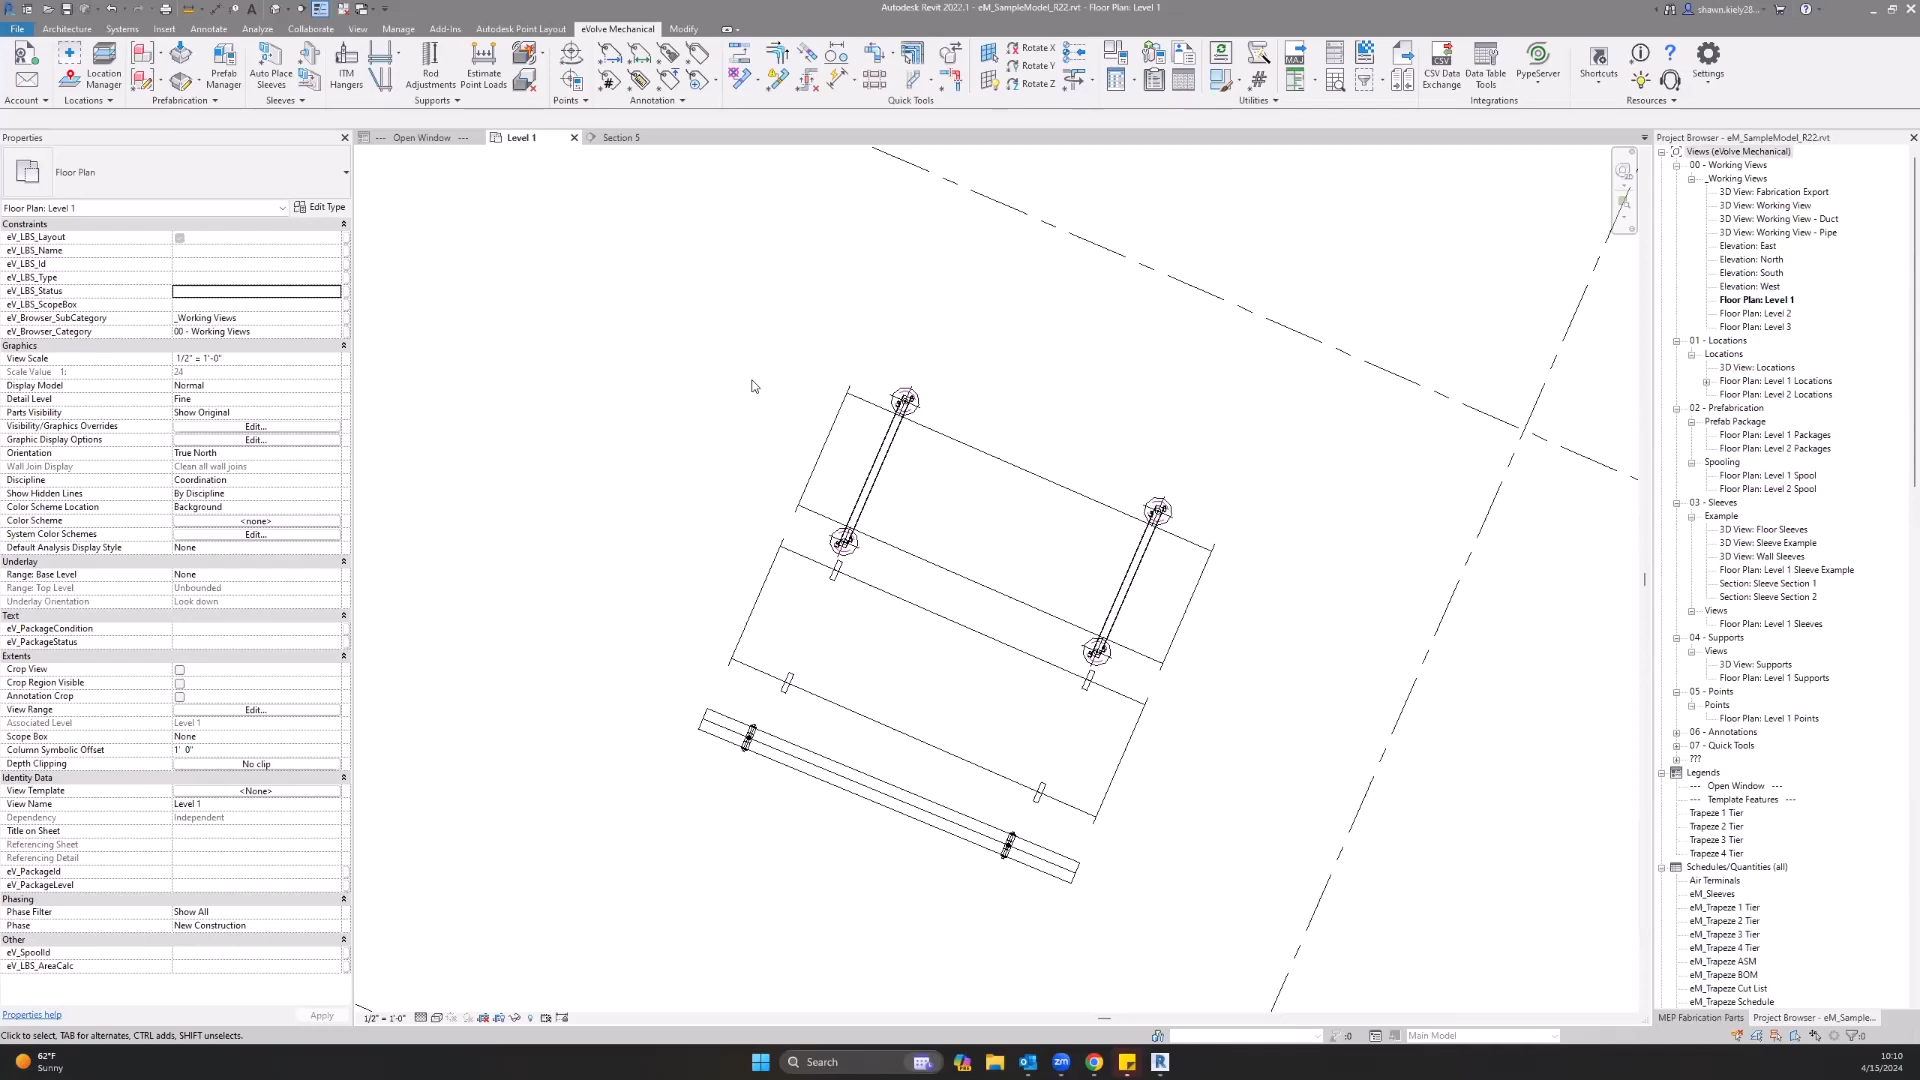 Autodesk Revit 2022.1 - eM_SampleModel_R22.rvt - Floor Plan: Level 1
shawn.kiely28...
File Architecture Systems Insert Annotate Analyze Collaborate View Manage Add-Ins Autodesk Point Layout eVolve Mechanical Modify
Location Manager
Prefab Manager
Auto Place Sleeves
ITM Hangers
Rod Adjustments
Estimate Point Loads
Rotate X
Rotate Y
Rotate Z
MAJ
CSV
CSV Data Exchange
Data Table Tools
PypeServer
Shortcuts
Settings
Account Locations Prefabrication Sleeves Supports Points Annotation Quick Tools Utilities Integrations Resources
Properties
--- Open Window ---
Level 1
Section 5
Project Browser - eM_SampleModel_R22.rvt
Floor Plan
Floor Plan: Level 1
Edit Type
Constraints
eV_LBS_Layout
eV_LBS_Name
eV_LBS_Id
eV_LBS_Type
eV_LBS_Status
eV_LBS_ScopeBox
eV_Browser_SubCategory _Working Views
eV_Browser_Category 00 - Working Views
Graphics
View Scale 1/2" = 1'-0"
Scale Value 1: 24
Display Model Normal
Detail Level Fine
Parts Visibility Show Original
Visibility/Graphics Overrides Edit...
Graphic Display Options Edit...
Orientation True North
Wall Join Display Clean all wall joins
Discipline Coordination
Show Hidden Lines By Discipline
Color Scheme Location Background
Color Scheme <none>
System Color Schemes Edit...
Default Analysis Display Style None
Underlay
Range: Base Level None
Range: Top Level Unbounded
Underlay Orientation Look down
Text
eV_PackageCondition
eV_PackageStatus
Extents
Crop View
Crop Region Visible
Annotation Crop
View Range Edit...
Associated Level Level 1
Scope Box None
Column Symbolic Offset 1' 0"
Depth Clipping No clip
Identity Data
View Template <None>
View Name Level 1
Dependency Independent
Title on Sheet
Referencing Sheet
Referencing Detail
eV_PackageId
eV_PackageLevel
Phasing
Phase Filter Show All
Phase New Construction
Other
eV_SpoolId
eV_LBS_AreaCalc
Properties help
Apply
Views (eVolve Mechanical)
00 - Working Views
_Working Views
3D View: Fabrication Export
3D View: Working View
3D View: Working View - Duct
3D View: Working View - Pipe
Elevation: East
Elevation: North
Elevation: South
Elevation: West
Floor Plan: Level 1
Floor Plan: Level 2
Floor Plan: Level 3
01 - Locations
Locations
3D View: Locations
Floor Plan: Level 1 Locations
Floor Plan: Level 2 Locations
02 - Prefabrication
Prefab Package
Floor Plan: Level 1 Packages
Floor Plan: Level 2 Packages
Spooling
Floor Plan: Level 1 Spool
Floor Plan: Level 2 Spool
03 - Sleeves
Example
3D View: Floor Sleeves
3D View: Sleeve Example
3D View: Wall Sleeves
Floor Plan: Level 1 Sleeve Example
Section: Sleeve Section 1
Section: Sleeve Section 2
Views
Floor Plan: Level 1 Sleeves
04 - Supports
Views
3D View: Supports
Floor Plan: Level 1 Supports
05 - Points
Points
Floor Plan: Level 1 Points
06 - Annotations
07 - Quick Tools
???
Legends
--- Open Window ---
--- Template Features ---
Trapeze 1 Tier
Trapeze 2 Tier
Trapeze 3 Tier
Trapeze 4 Tier
Schedules/Quantities (all)
Air Terminals
eM_Sleeves
eM_Trapeze 1 Tier
eM_Trapeze 2 Tier
eM_Trapeze 3 Tier
eM_Trapeze 4 Tier
eM_Trapeze ASM
eM_Trapeze BOM
eM_Trapeze Cut List
eM_Trapeze Schedule
1/2" = 1'-0"
MEP Fabrication Parts
Project Browser - eM_Sample...
Click to select, TAB for alternates, CTRL adds, SHIFT unselects.
:0
Main Model
:0
62°F
Sunny
Search
10:10
4/15/2024